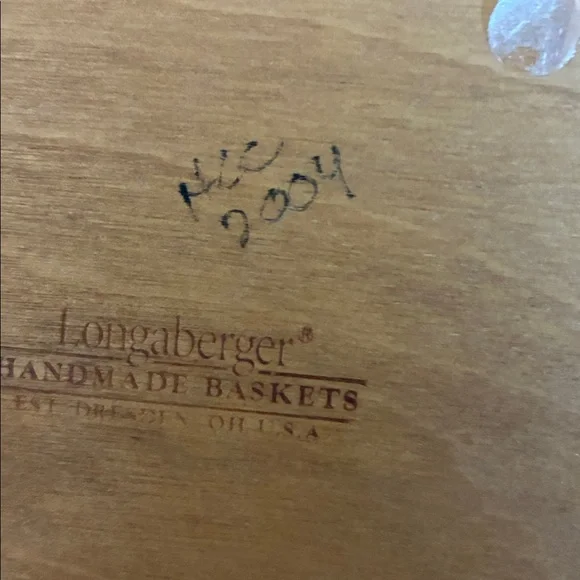 2004
Longaberger®
HANDMADE BASKETS
EST. DRESDEN, OH U.S.A